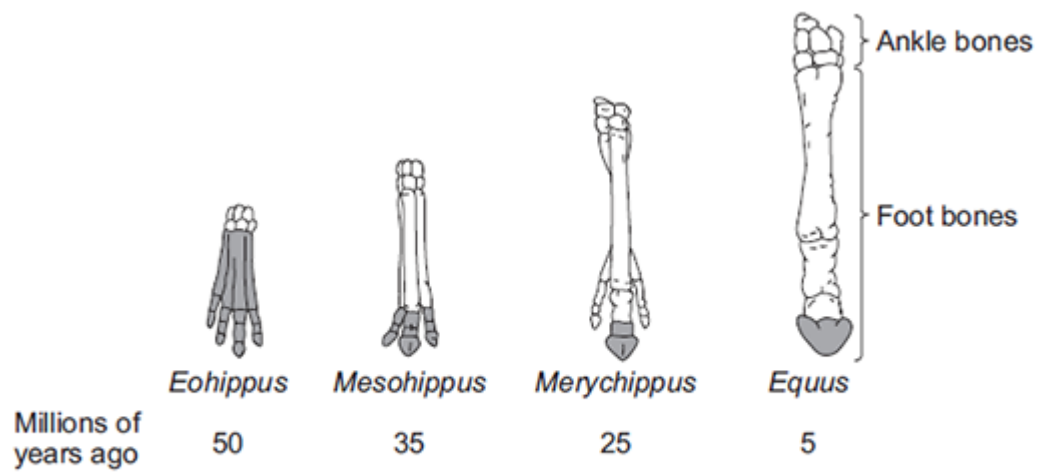 Ankle bones
Foot bones
Eohippus Mesohippus Merychippus Equus
Millions of
years ago 50 35 25 5